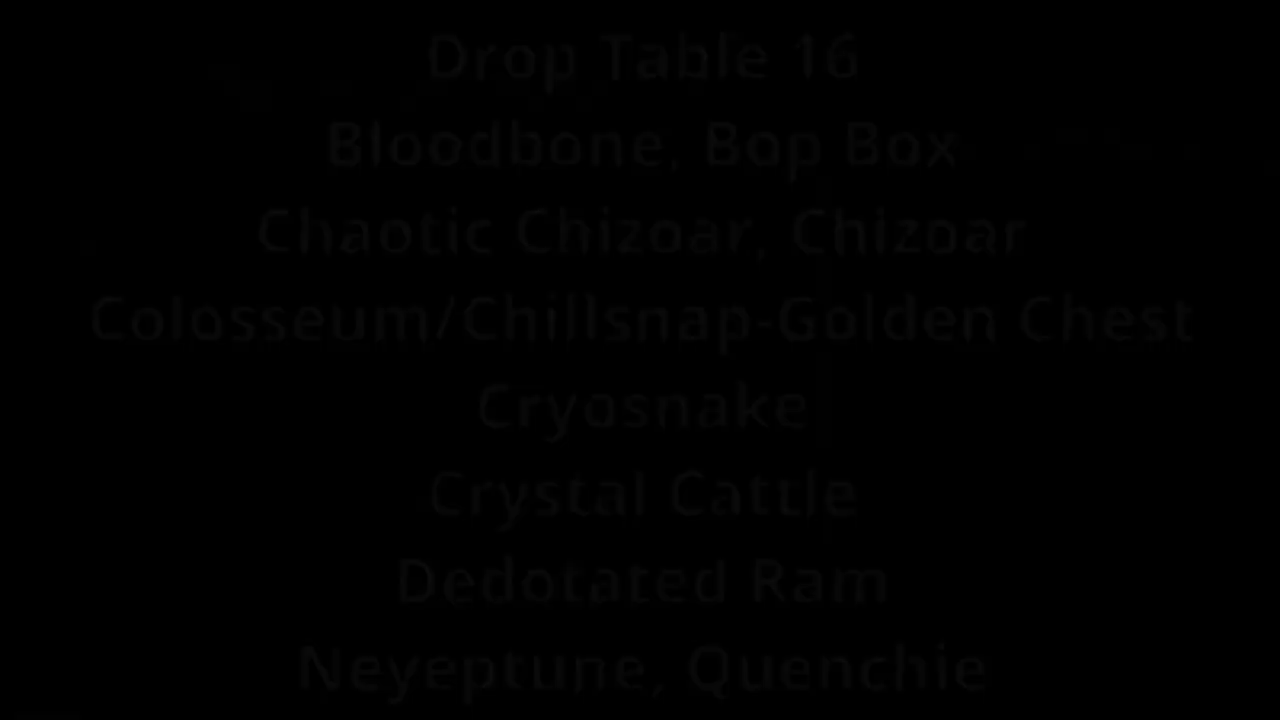 Drop Table 16
Bloodbone, Bop Box
Chaotic Chizoar, Chizoar
Colosseum/Chillsnap-Golden Chest
Cryosnake
Crystal Cattle
Dedotated Ram
Neyeptune, Quenchie